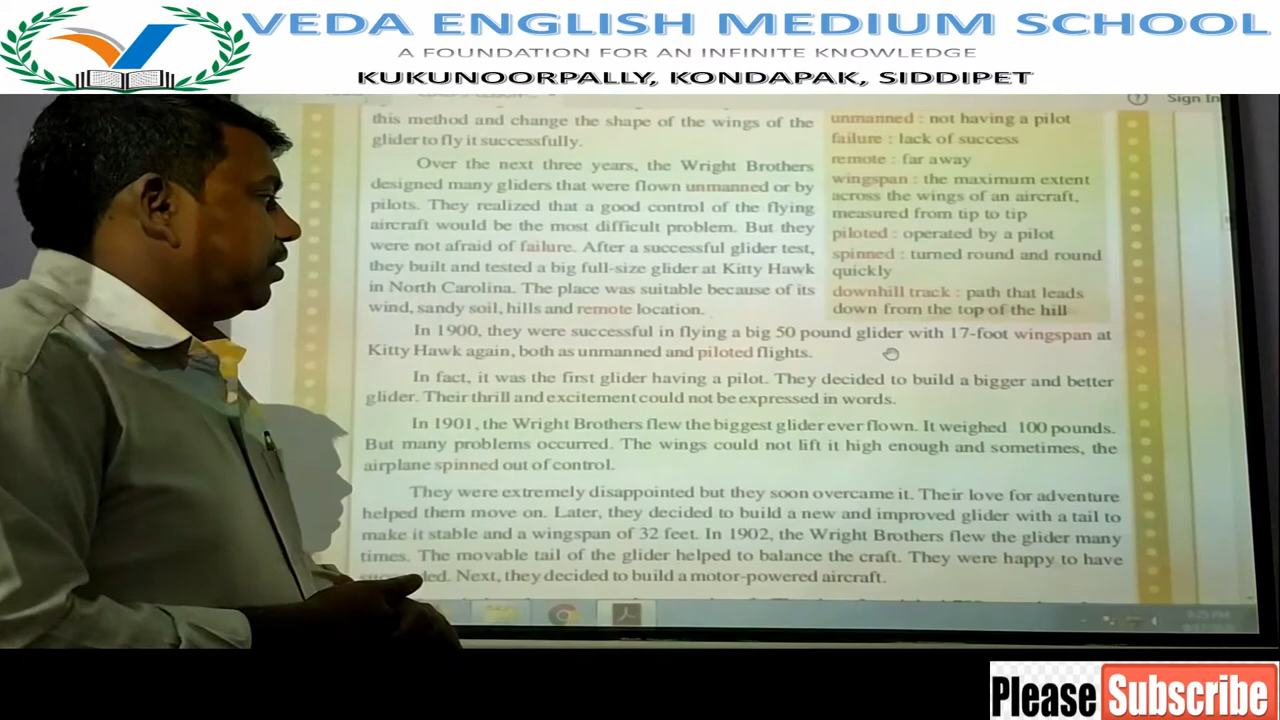 VEDA ENGLISH MEDIUM SCHOOL
A FOUNDATION FOR AN INFINITE KNOWLEDGE
KUKUNOORPALLY, KONDAPAK, SIDDIPET
Sign In
this method and change the shape of the wings of the
glider to fly it successfully.
Over the next three years, the Wright Brothers
designed many gliders that were flown unmanned or by
pilots. They realized that a good control of the flying
aircraft would be the most difficult problem. But they
were not afraid of failure. After a successful glider test,
they built and tested a big full-size glider at Kitty Hawk
in North Carolina. The place was suitable because of its
wind, sandy soil, hills and remote location.
unmanned : not having a pilot
failure : lack of success
remote : far away
wingspan : the maximum extent
across the wings of an aircraft,
measured from tip to tip
piloted : operated by a pilot
spinned : turned round and round
quickly
downhill track : path that leads
down from the top of the hill
In 1900, they were successful in flying a big 50 pound glider with 17-foot wingspan at
Kitty Hawk again, both as unmanned and piloted flights.
In fact, it was the first glider having a pilot. They decided to build a bigger and better
glider. Their thrill and excitement could not be expressed in words.
In 1901, the Wright Brothers flew the biggest glider ever flown. It weighed 100 pounds.
But many problems occurred. The wings could not lift it high enough and sometimes, the
airplane spinned out of control.
They were extremely disappointed but they soon overcame it. Their love for adventure
helped them move on. Later, they decided to build a new and improved glider with a tail to
make it stable and a wingspan of 32 feet. In 1902, the Wright Brothers flew the glider many
times. The movable tail of the glider helped to balance the craft. They were happy to have
Next, they decided to build a motor-powered aircraft.
Please Subscribe